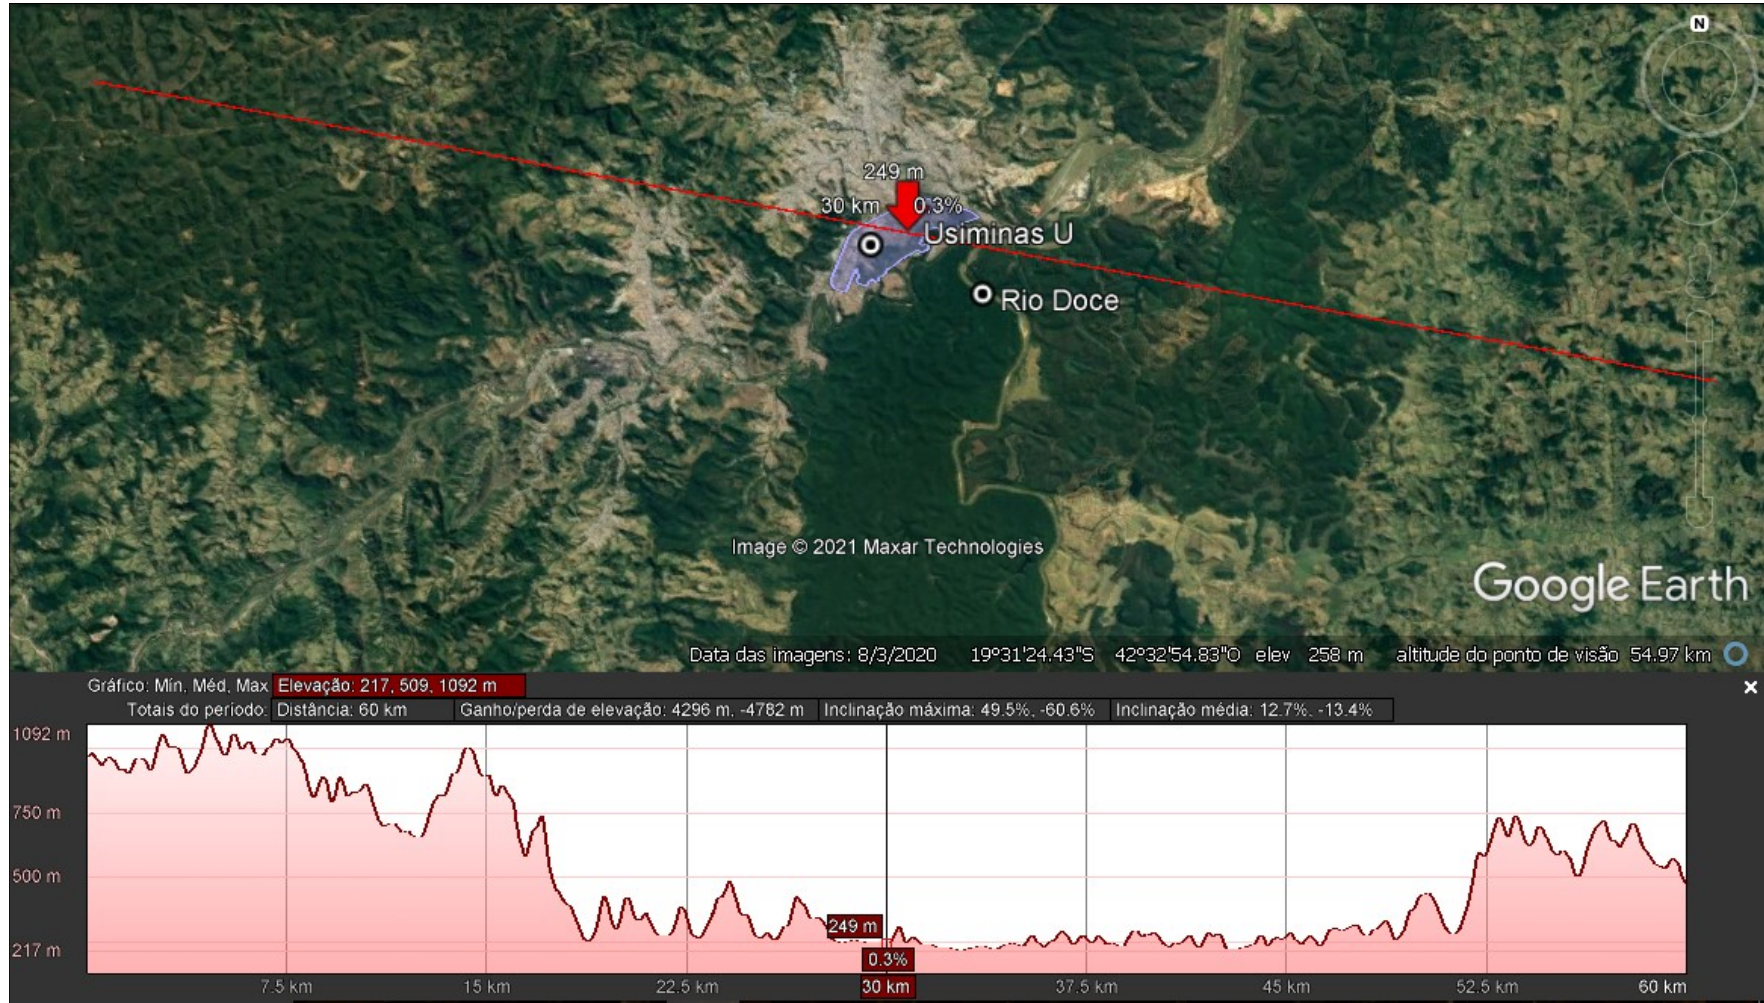 N
249 m
30 km
0.3%
Usiminas U
Rio Doce
Image © 2021 Maxar Technologies
Google Earth
Data das imagens: 8/3/2020 19º31'24.43"S 42º32'54.83"O elev 258 m altitude do ponto de visão 54.97 km
Gráfico: Mín, Méd, Max Elevação: 217, 509, 1092 m
Totais do período: Distância: 60 km Ganho/perda de elevação: 4296 m, -4782 m Inclinação máxima: 49.5%, -60.6% Inclinação média: 12.7%, -13.4%
1092 m
750 m
500 m
249 m
217 m
0.3%
7.5 km 15 km 22.5 km 30 km 37.5 km 45 km 52.5 km 60 km